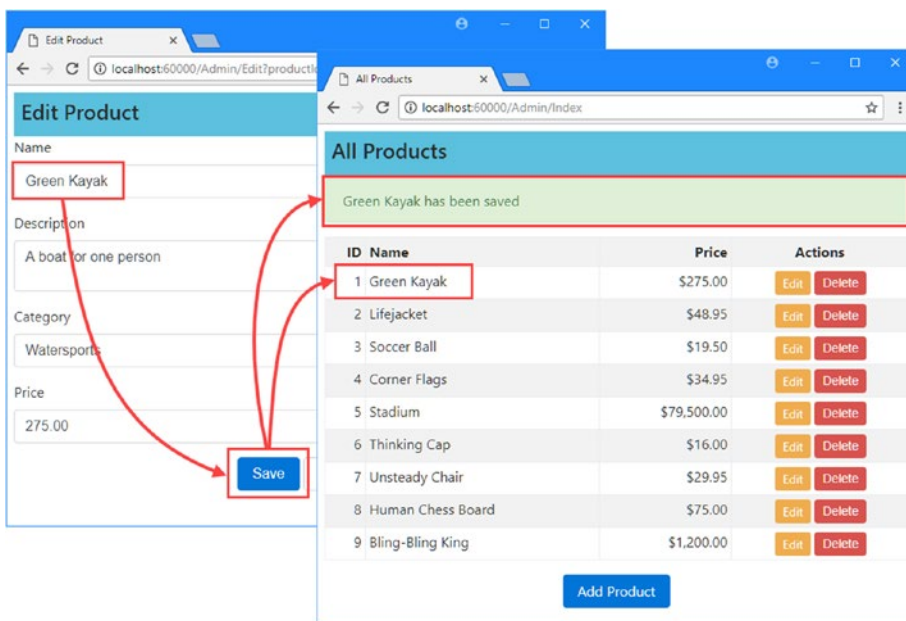 Edit Product
localhost:60000/Admin/Edit?productI
Edit Product
Name
Green Kayak
Description
A boat for one person
Category
Watersports
Price
275.00
Save
All Products
localhost:60000/Admin/Index
All Products
Green Kayak has been saved
ID Name Price Actions
1 Green Kayak $275.00 Edit Delete
2 Lifejacket $48.95 Edit Delete
3 Soccer Ball $19.50 Edit Delete
4 Corner Flags $34.95 Edit Delete
5 Stadium $79,500.00 Edit Delete
6 Thinking Cap $16.00 Edit Delete
7 Unsteady Chair $29.95 Edit Delete
8 Human Chess Board $75.00 Edit Delete
9 Bling-Bling King $1,200.00 Edit Delete
Add Product